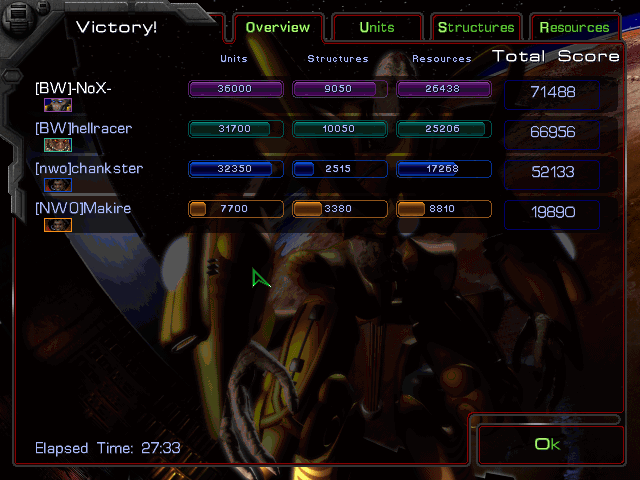 Victory!
Overview
Units
Structures
Resources
Units Structures Resources Total Score
[BW]-NoX- 36000 9050 26438 71488
[BW]hellracer 31700 10050 25206 66956
[nwo]chankster 32350 2515 17268 52133
[NWO]Makire 7700 3380 8810 19890
Elapsed Time: 27:33
Ok